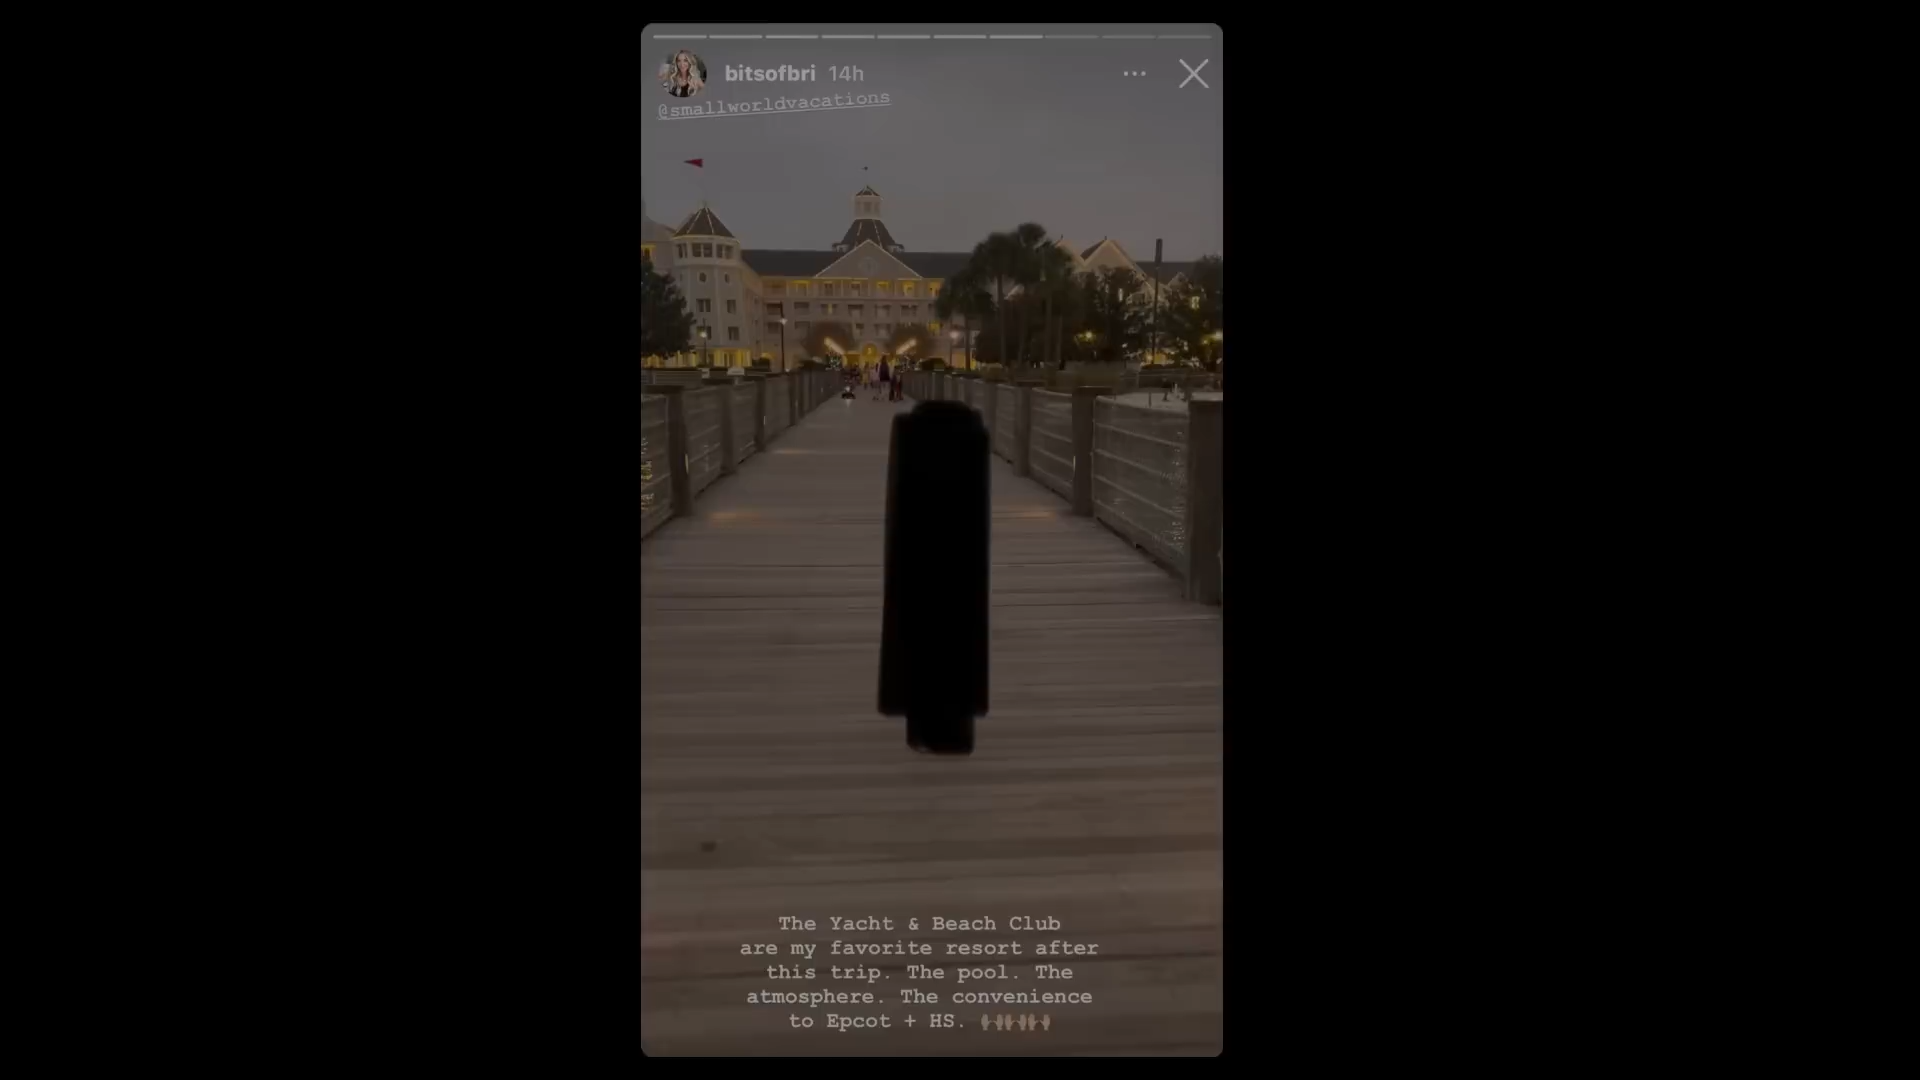 bitsofbri 14h
@smallworldvacations
The Yacht & Beach Club
are my favorite resort after
this trip. The pool. The
atmosphere. The convenience
to Epcot + HS. 🙌🏼🙌🏼🙌🏼